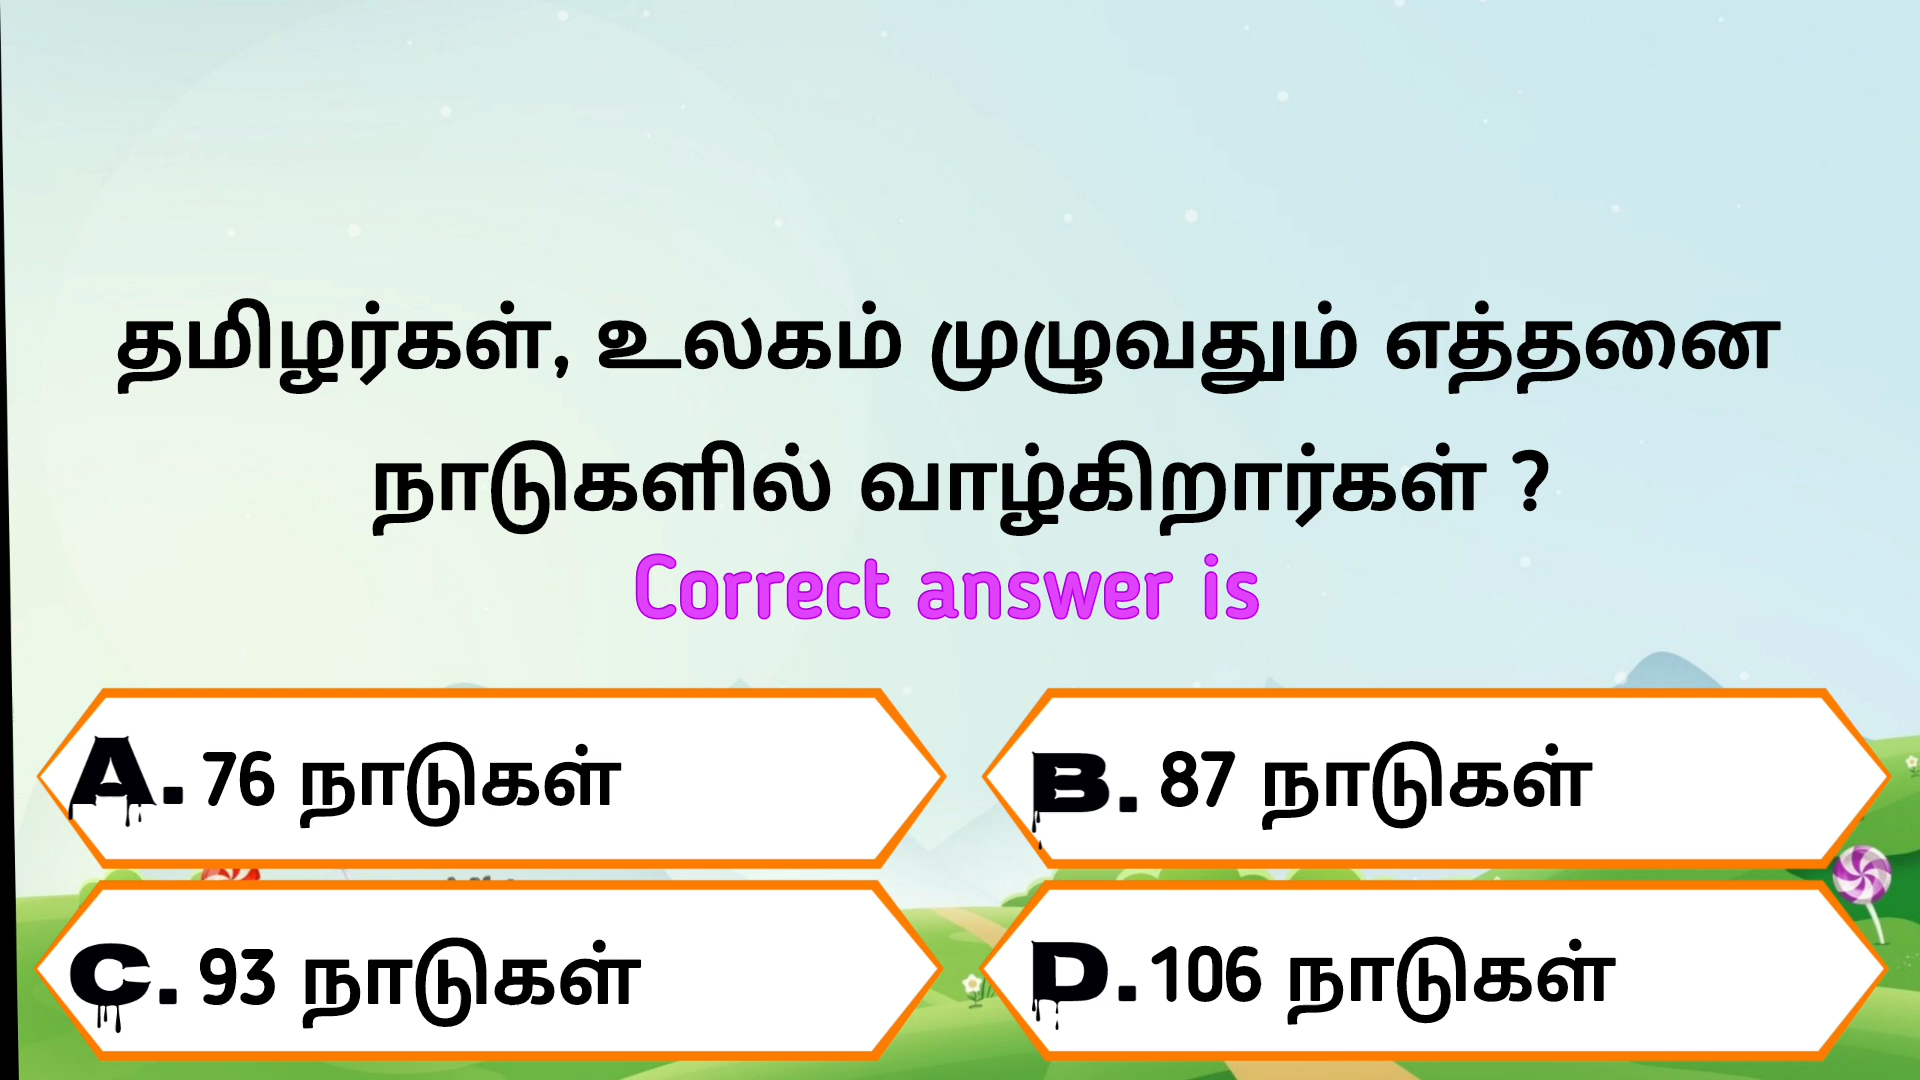 தமிழர்கள், உலகம் முழுவதும் எத்தனை
நாடுகளில் வாழ்கிறார்கள் ?
Correct answer is
A. 76 நாடுகள்
B. 87 நாடுகள்
C. 93 நாடுகள்
D. 106 நாடுகள்